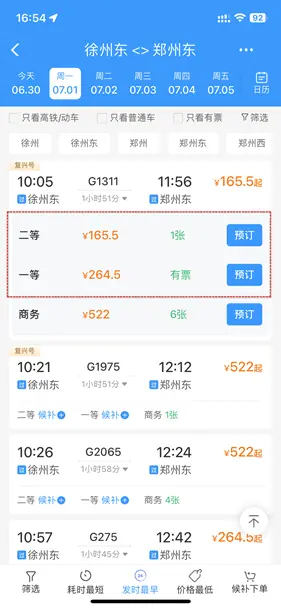 16:54
92
徐州东 <> 郑州东
今天 周一 周二 周三 周四 周五
06.30 07.01 07.02 07.03 07.04 07.05 日历
只看高铁/动车 只看普通车 只看有票 筛选
徐州 徐州东 郑州 郑州东 郑州西
复兴号
10:05 G1311 11:56 ¥165.5起
过 徐州东 1小时51分 过 郑州东
二等 ¥165.5 1张 预订
一等 ¥264.5 有票 预订
商务 ¥522 6张 预订
复兴号
10:21 G1975 12:12 ¥522起
过 徐州东 1小时51分 过 郑州东
二等 候补 一等 候补 商务 1张
10:26 G2065 12:24 ¥522起
过 徐州东 1小时58分 过 郑州东
二等 候补 一等 候补 商务 4张
10:57 G275 12:42 ¥264.5起
过 徐州东 1小时45分 过 郑州东
筛选 耗时最短 发时最早 价格最低 候补下单